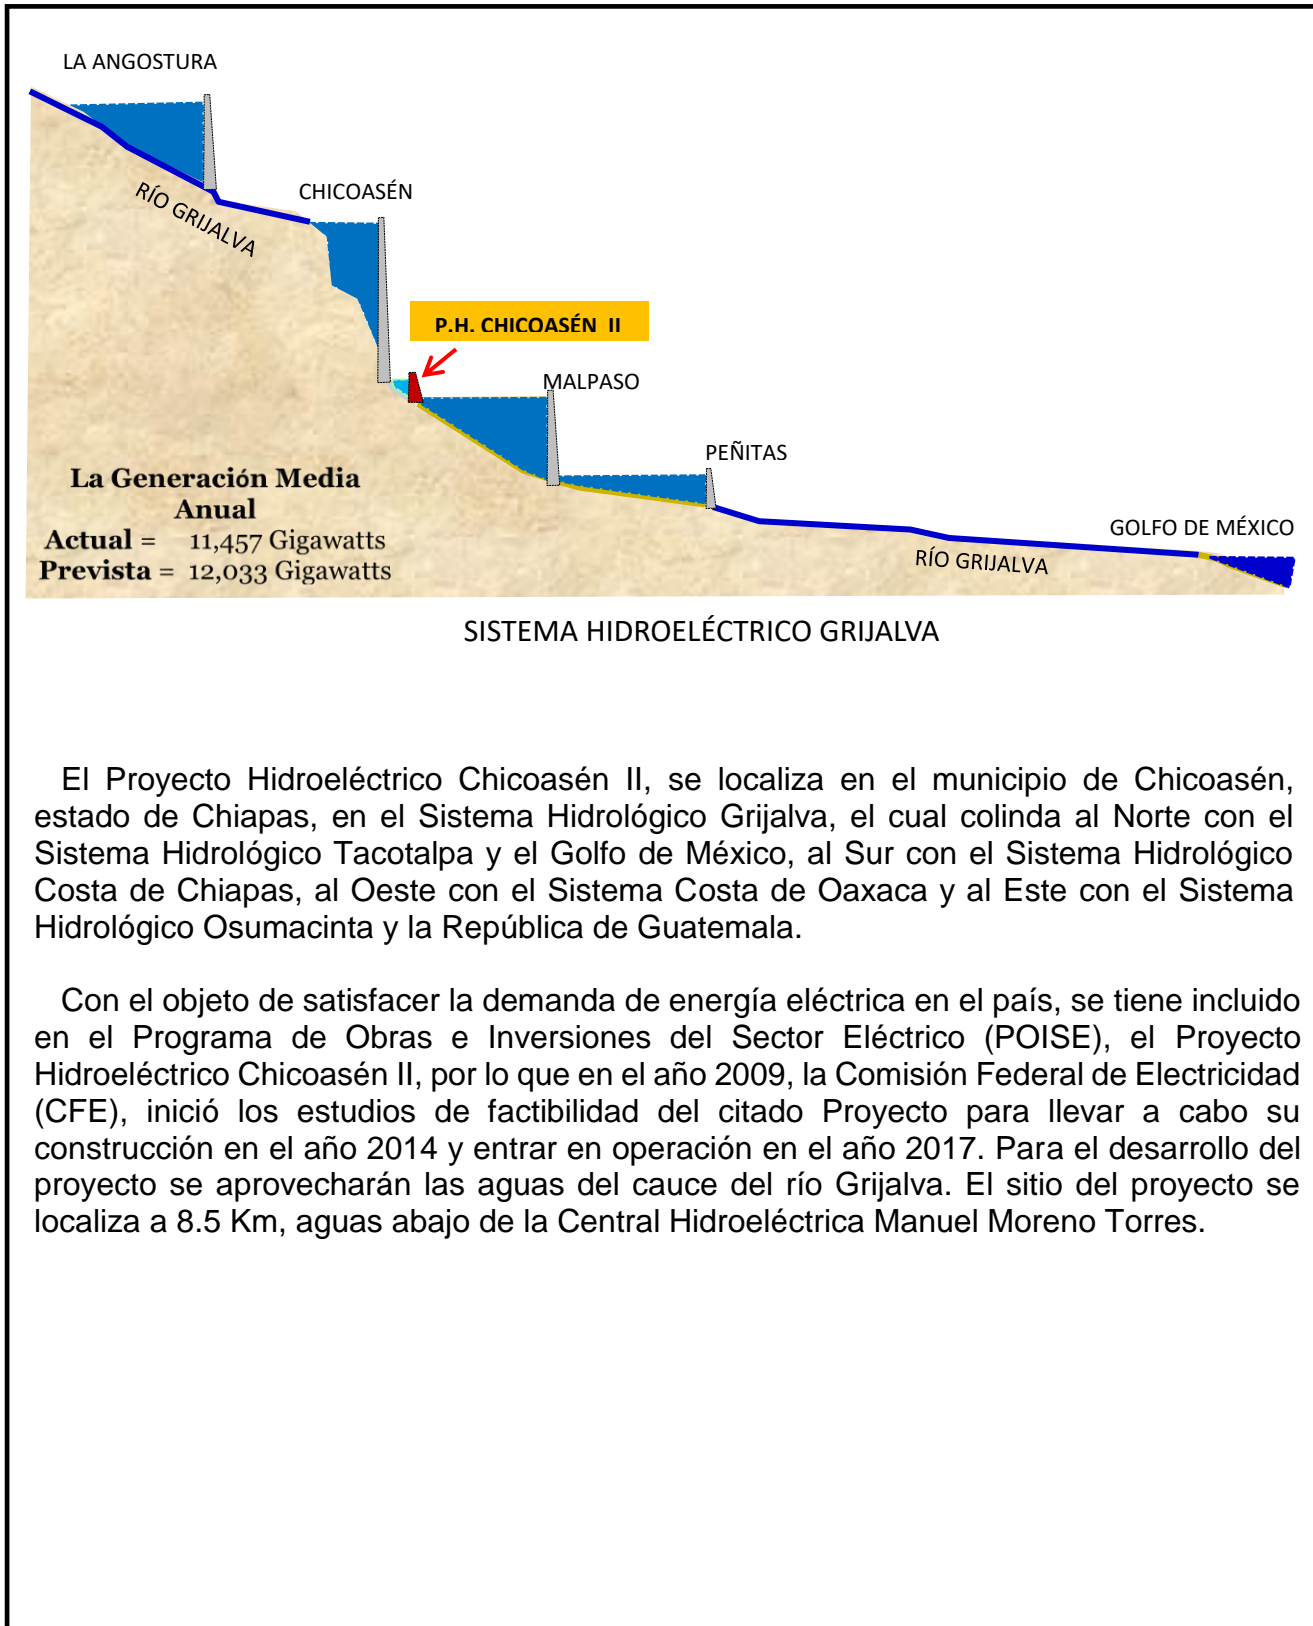 LA ANGOSTURA
RÍO GRIJALVA
CHICOASÉN
P.H. CHICOASÉN II
MALPASO
PEÑITAS
GOLFO DE MÉXICO
RÍO GRIJALVA
La Generación Media
Anual
Actual = 11,457 Gigawatts
Prevista = 12,033 Gigawatts
SISTEMA HIDROELÉCTRICO GRIJALVA
El Proyecto Hidroeléctrico Chicoasén II, se localiza en el municipio de Chicoasén,
estado de Chiapas, en el Sistema Hidrológico Grijalva, el cual colinda al Norte con el
Sistema Hidrológico Tacotalpa y el Golfo de México, al Sur con el Sistema Hidrológico
Costa de Chiapas, al Oeste con el Sistema Costa de Oaxaca y al Este con el Sistema
Hidrológico Osumacinta y la República de Guatemala.
Con el objeto de satisfacer la demanda de energía eléctrica en el país, se tiene incluido
en el Programa de Obras e Inversiones del Sector Eléctrico (POISE), el Proyecto
Hidroeléctrico Chicoasén II, por lo que en el año 2009, la Comisión Federal de Electricidad
(CFE), inició los estudios de factibilidad del citado Proyecto para llevar a cabo su
construcción en el año 2014 y entrar en operación en el año 2017. Para el desarrollo del
proyecto se aprovecharán las aguas del cauce del río Grijalva. El sitio del proyecto se
localiza a 8.5 Km, aguas abajo de la Central Hidroeléctrica Manuel Moreno Torres.